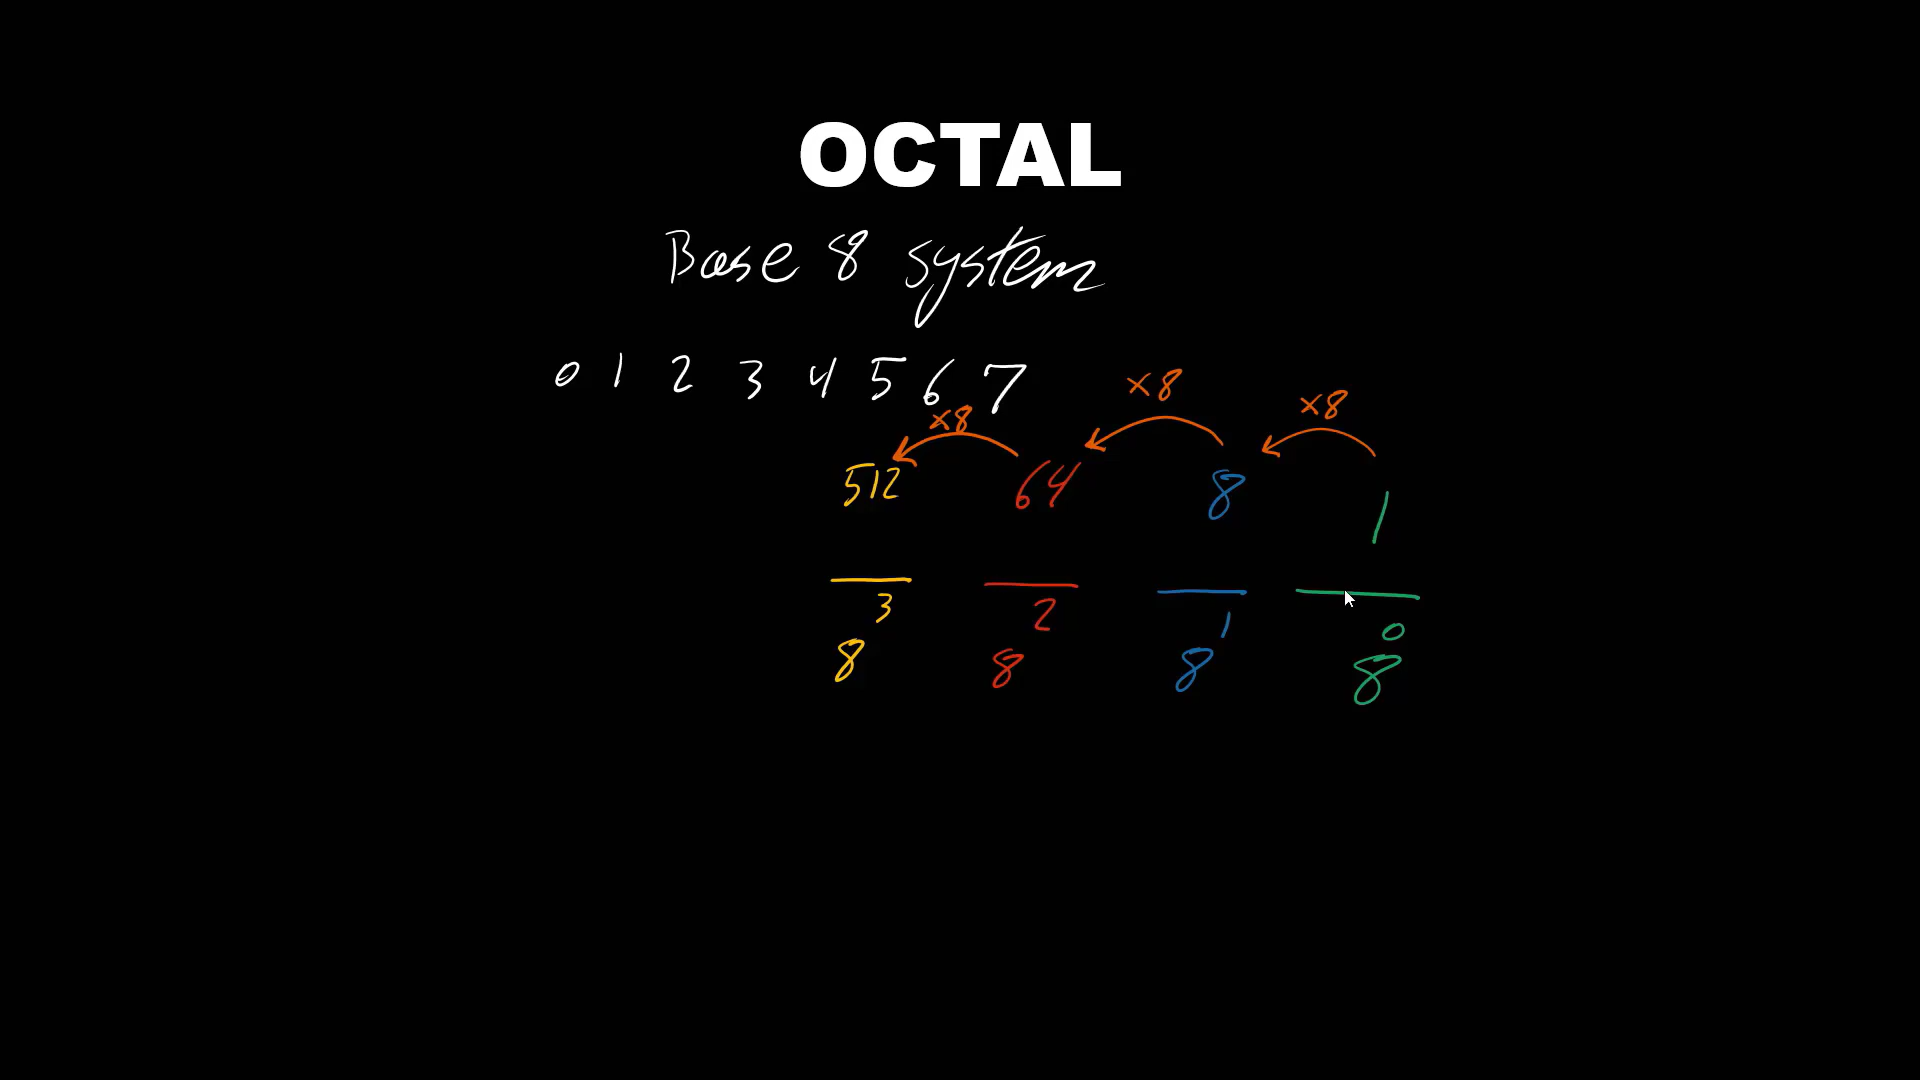 OCTAL
Base 8 system
0 1 2 3 4 5 6 7
×8 ×8 ×8
512 64 8 1
8³ 8² 8¹ 8⁰